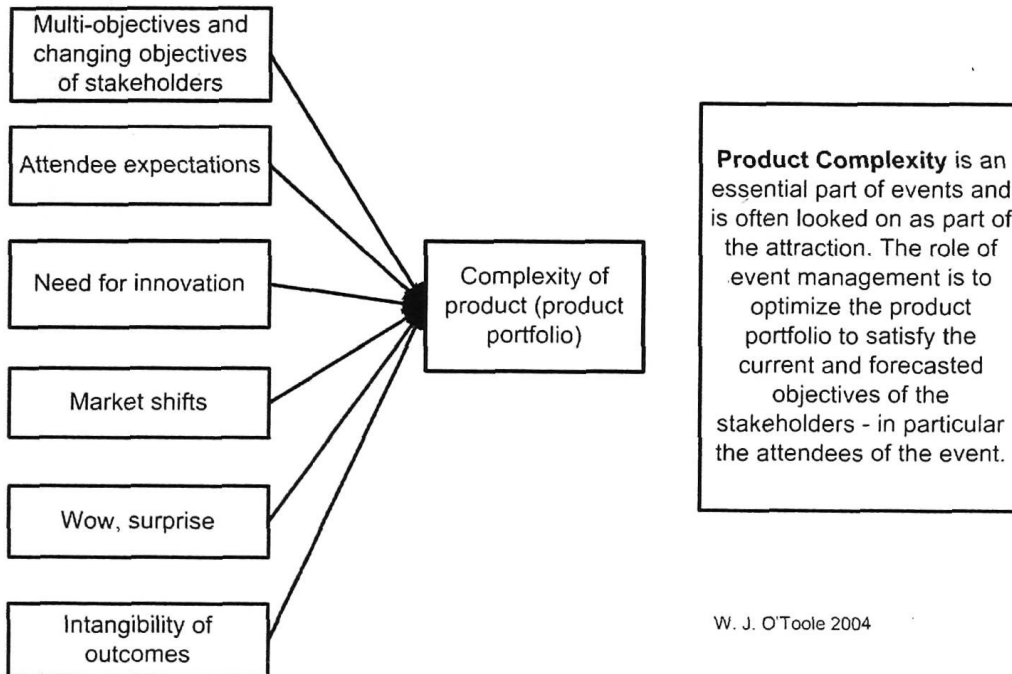 Multi-objectives and
changing objectives
of stakeholders
Attendee expectations
Need for innovation
Market shifts
Wow, surprise
Intangibility of
outcomes
Complexity of
product (product
portfolio)
Product Complexity is an
essential part of events and
is often looked on as part of
the attraction. The role of
event management is to
optimize the product
portfolio to satisfy the
current and forecasted
objectives of the
stakeholders - in particular
the attendees of the event.
W. J. O'Toole 2004